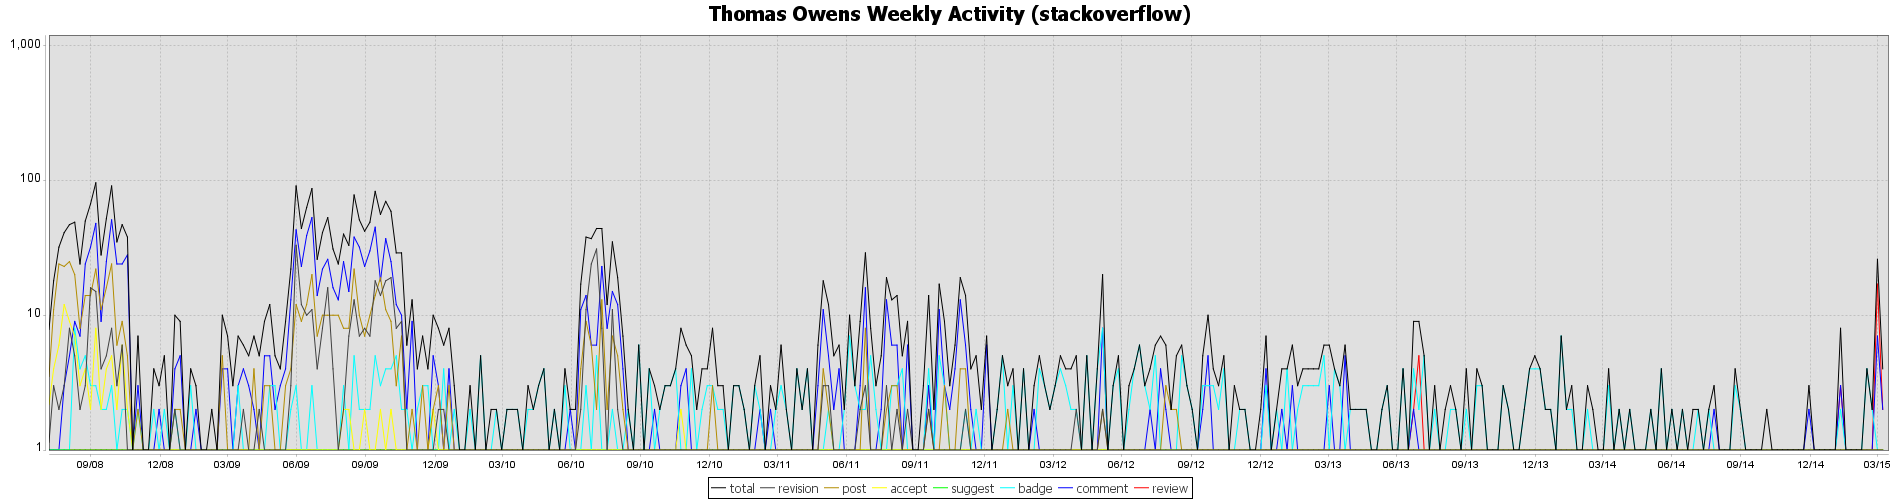 Thomas Owens Weekly Activity (stackoverflow)
1,000
100
10
1
09/08 12/08 03/09 06/09 09/09 12/09 03/10 06/10 09/10 12/10 03/11 06/11 09/11 12/11 03/12 06/12 09/12 12/12 03/13 06/13 09/13 12/13 03/14 06/14 09/14 12/14 03/15
total revision post accept suggest badge comment review